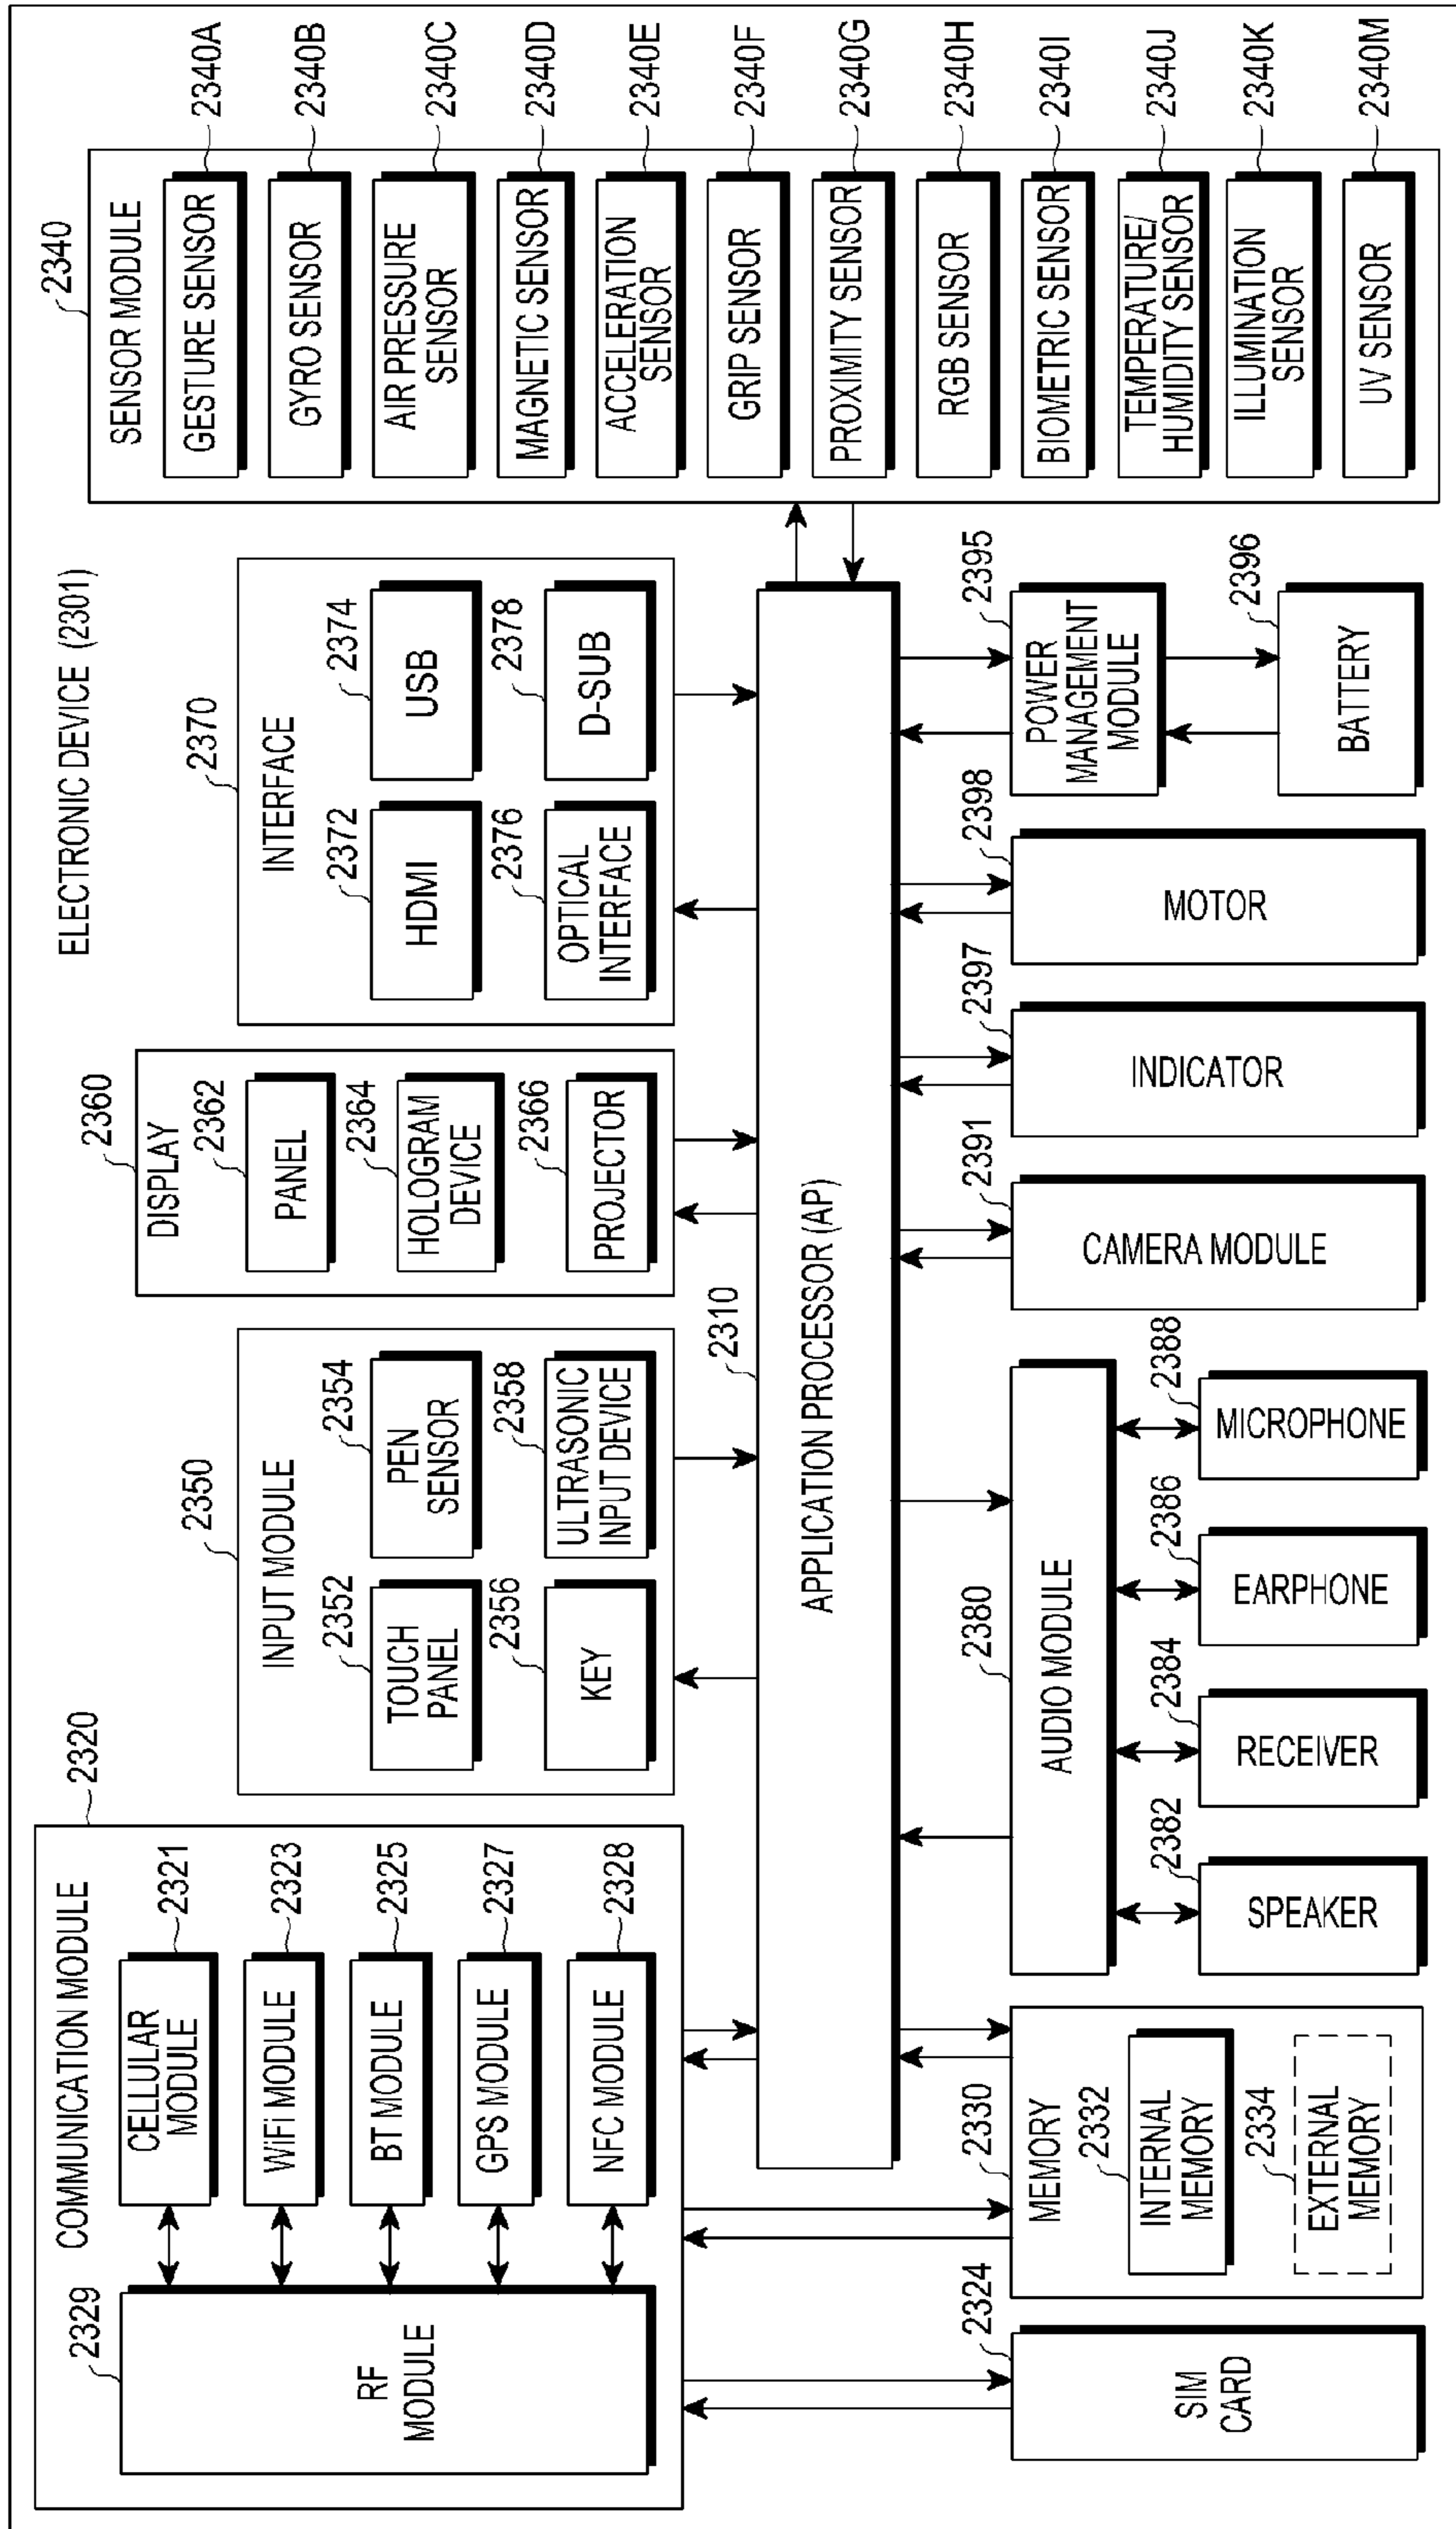 ELECTRONIC DEVICE (2301)
2320
COMMUNICATION MODULE
2329
RF
MODULE
CELLULAR
MODULE
2321
WiFi MODULE
2323
BT MODULE
2325
GPS MODULE
2327
NFC MODULE
2328
2350
INPUT MODULE
2352
TOUCH
PANEL
2354
PEN
SENSOR
2356
KEY
2358
ULTRASONIC
INPUT DEVICE
2360
DISPLAY
2362
PANEL
2364
HOLOGRAM
DEVICE
2366
PROJECTOR
2370
INTERFACE
2372
HDMI
2374
USB
2376
OPTICAL
INTERFACE
2378
D-SUB
2340
SENSOR MODULE
GESTURE SENSOR
2340A
GYRO SENSOR
2340B
AIR PRESSURE
SENSOR
2340C
MAGNETIC SENSOR
2340D
ACCELERATION
SENSOR
2340E
GRIP SENSOR
2340F
PROXIMITY SENSOR
2340G
RGB SENSOR
2340H
BIOMETRIC SENSOR
2340I
TEMPERATURE/
HUMIDITY SENSOR
2340J
ILLUMINATION
SENSOR
2340K
UV SENSOR
2340M
2310
APPLICATION PROCESSOR (AP)
2324
SIM
CARD
2330
MEMORY
2332
INTERNAL
MEMORY
2334
EXTERNAL
MEMORY
2380
AUDIO MODULE
2382
SPEAKER
2384
RECEIVER
2386
EARPHONE
2388
MICROPHONE
2391
CAMERA MODULE
2397
INDICATOR
2398
MOTOR
2395
POWER
MANAGEMENT
MODULE
2396
BATTERY